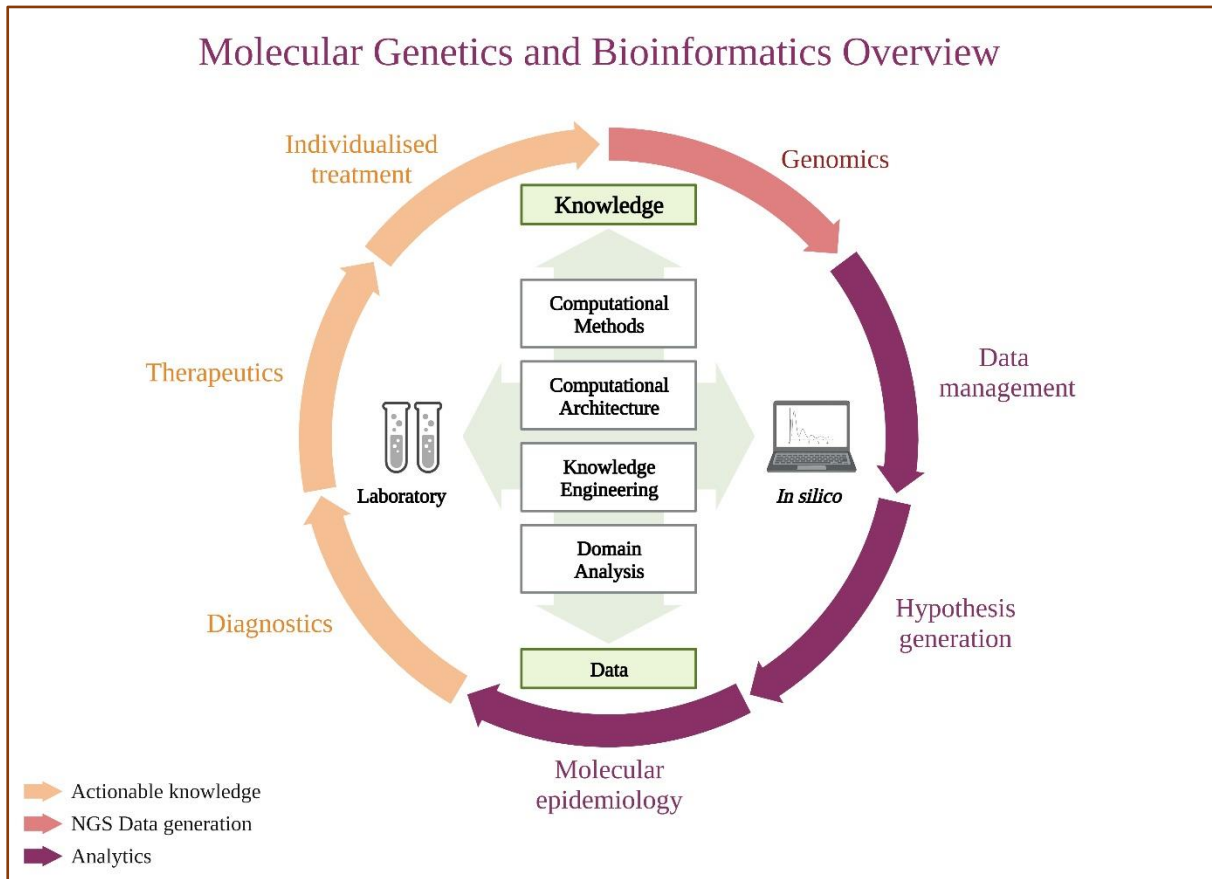 Molecular Genetics and Bioinformatics Overview
Individualised
treatment
Genomics
Knowledge
Computational
Methods
Data
management
Therapeutics
Computational
Architecture
Knowledge
Engineering
Laboratory
In silico
Domain
Analysis
Hypothesis
generation
Diagnostics
Data
Molecular
epidemiology
Actionable knowledge
NGS Data generation
Analytics